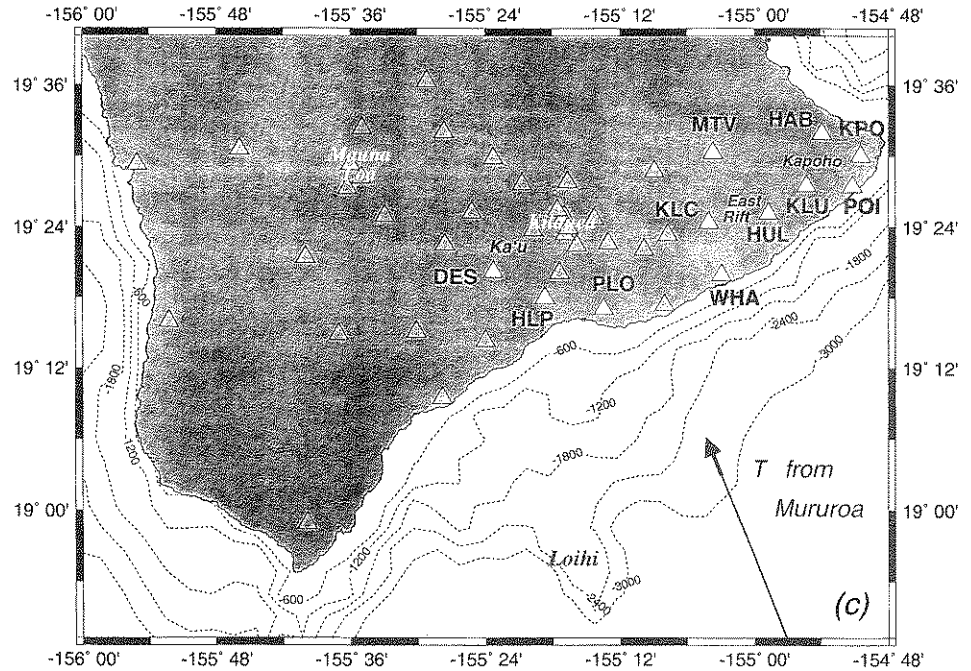 -156˚ 00' -155˚ 48' -155˚ 36' -155˚ 24' -155˚ 12' -155˚ 00' -154˚ 48'
19˚ 36' 19˚ 36'
MTV HAB KPO
Mauna
Loa
Kapoho
19˚ 24' 19˚ 24'
KLC East
Rift
KLU POI
Kilauea
Ka'u HUL
DES PLO WHA
HLP
-600 -600 -1800
-2400
-3000
-1800
19˚ 12' 19˚ 12'
-1200
-1200
-1800
T from
Mururoa
19˚ 00' 19˚ 00'
-1200
Loihi
-3000
-600 -2400
(c)
-156˚ 00' -155˚ 48' -155˚ 36' -155˚ 24' -155˚ 12' -155˚ 00' -154˚ 48'